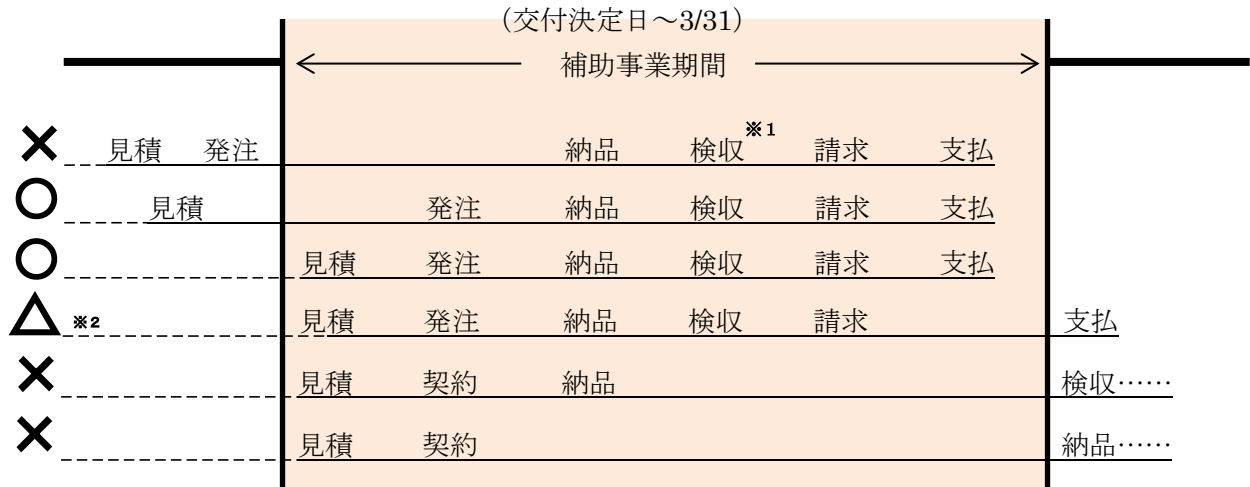 (交付決定日～3/31)
補助事業期間
× 見積 発注 納品 検収※1 請求 支払
○ 見積 発注 納品 検収 請求 支払
○ 見積 発注 納品 検収 請求 支払
△ ※2 見積 発注 納品 検収 請求 支払
× 見積 契約 納品 検収……
× 見積 契約 納品……